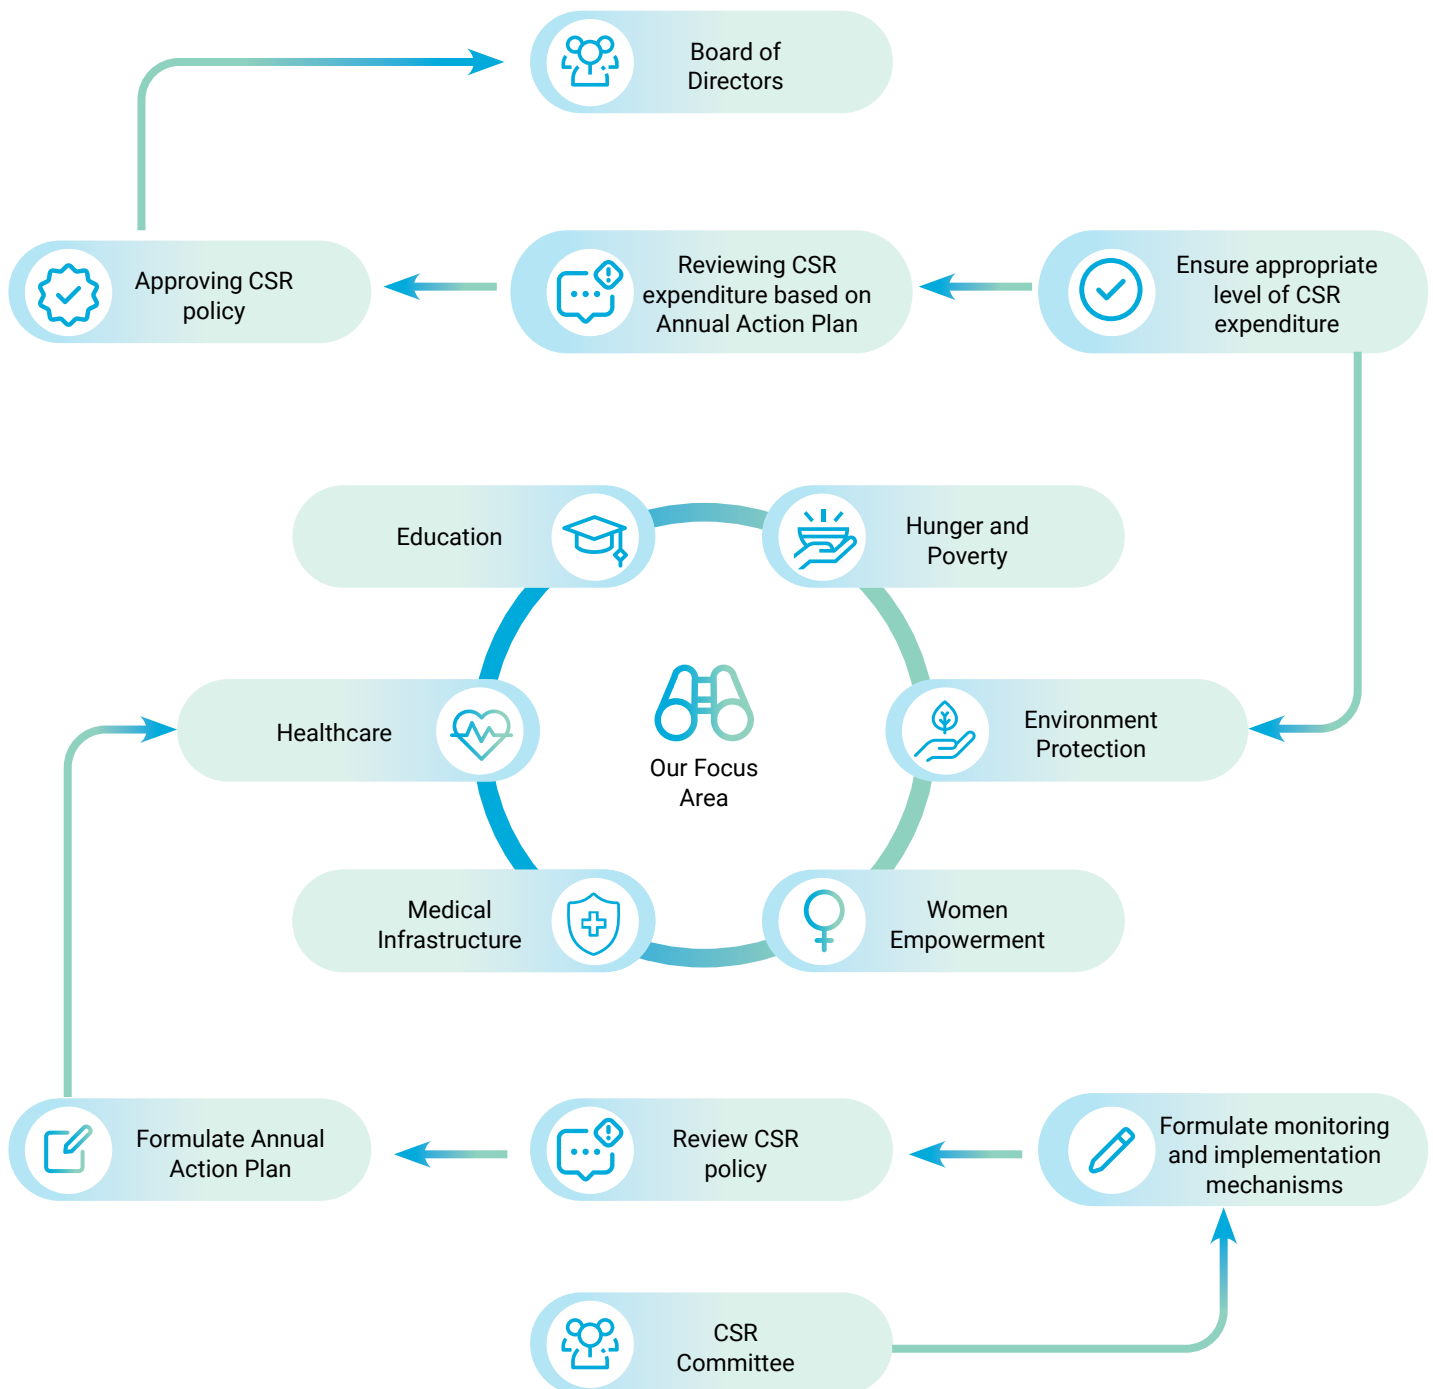 Board of
Directors
Approving CSR
policy
Reviewing CSR
expenditure based on
Annual Action Plan
Ensure appropriate
level of CSR
expenditure
Education
Hunger and
Poverty
Healthcare
Our Focus
Area
Environment
Protection
Medical
Infrastructure
Women
Empowerment
Formulate Annual
Action Plan
Review CSR
policy
Formulate monitoring
and implementation
mechanisms
CSR
Committee